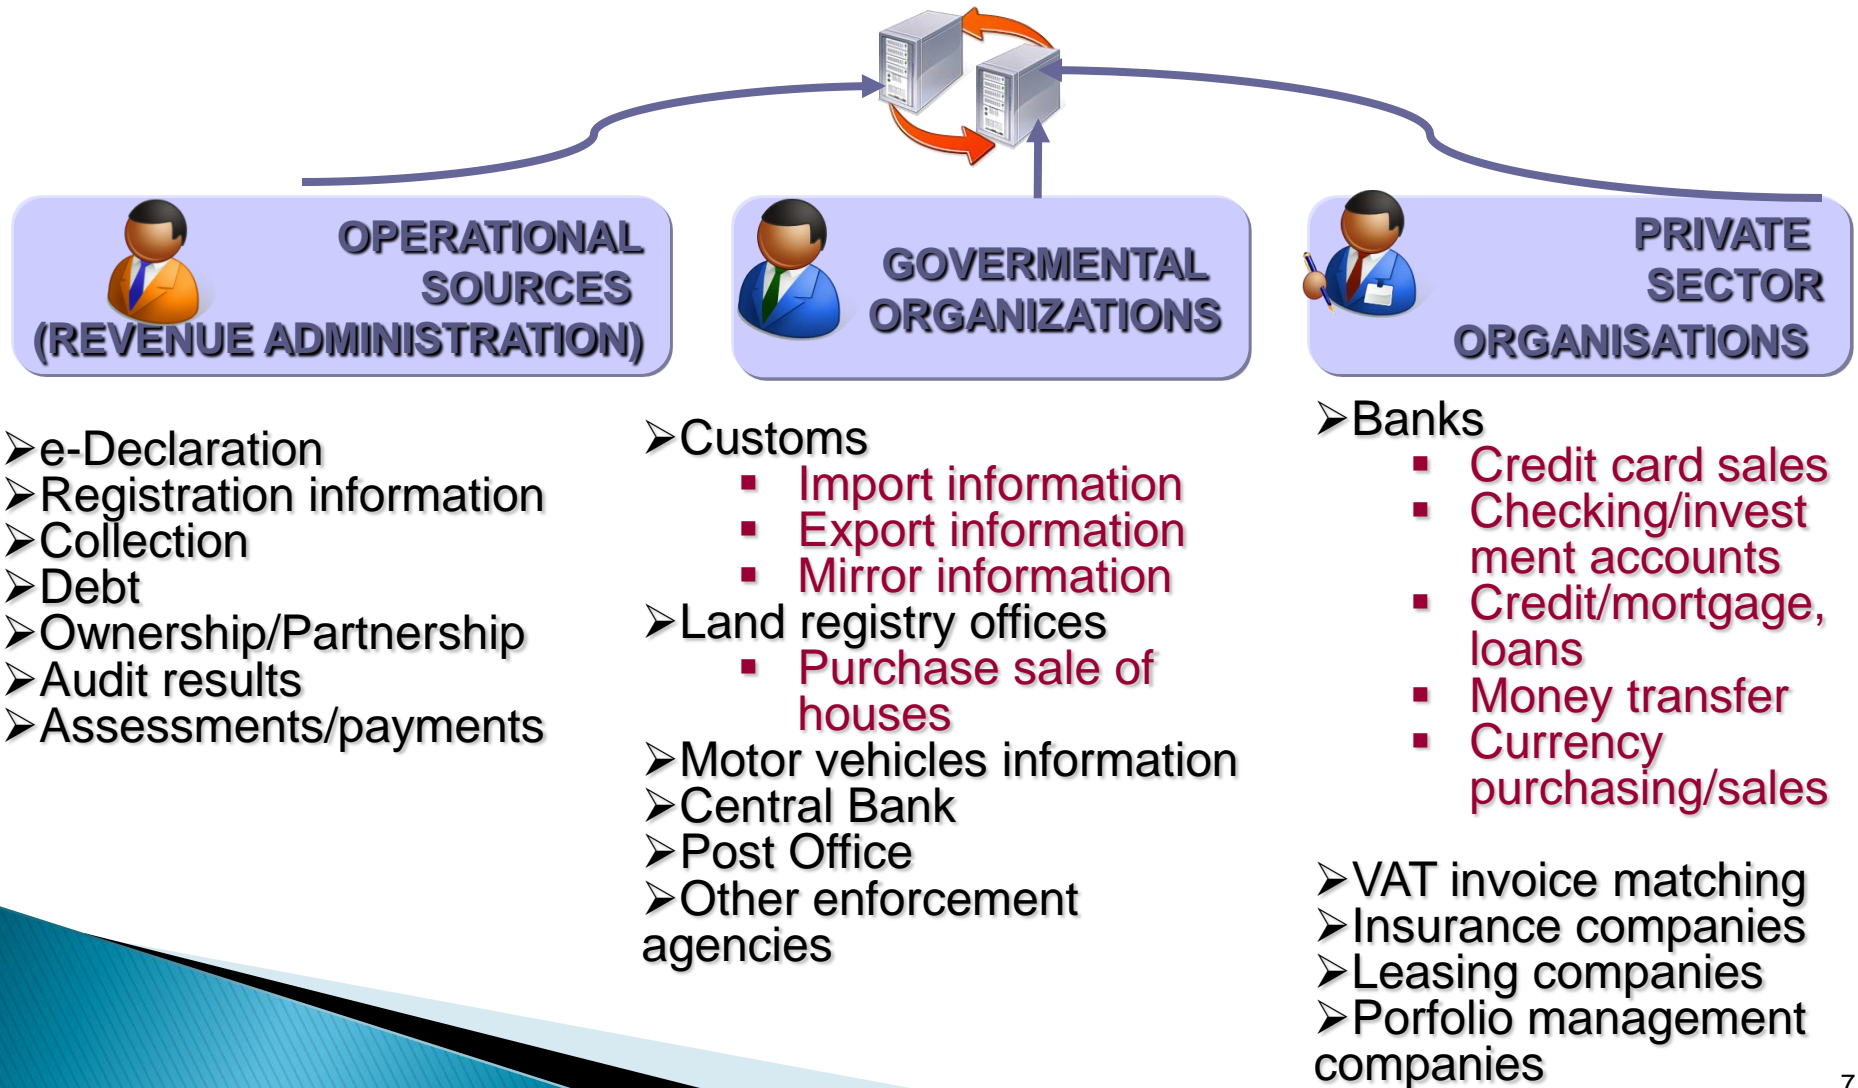 OPERATIONAL
SOURCES
(REVENUE ADMINISTRATION)
➢e-Declaration
➢Registration information
➢Collection
➢Debt
➢Ownership/Partnership
➢Audit results
➢Assessments/payments
GOVERMENTAL
ORGANIZATIONS
➢Customs
▪ Import information
▪ Export information
▪ Mirror information
➢Land registry offices
▪ Purchase sale of
houses
➢Motor vehicles information
➢Central Bank
➢Post Office
➢Other enforcement
agencies
PRIVATE
SECTOR
ORGANISATIONS
➢Banks
▪ Credit card sales
▪ Checking/invest
ment accounts
▪ Credit/mortgage,
loans
▪ Money transfer
▪ Currency
purchasing/sales
➢VAT invoice matching
➢Insurance companies
➢Leasing companies
➢Porfolio management
companies
7